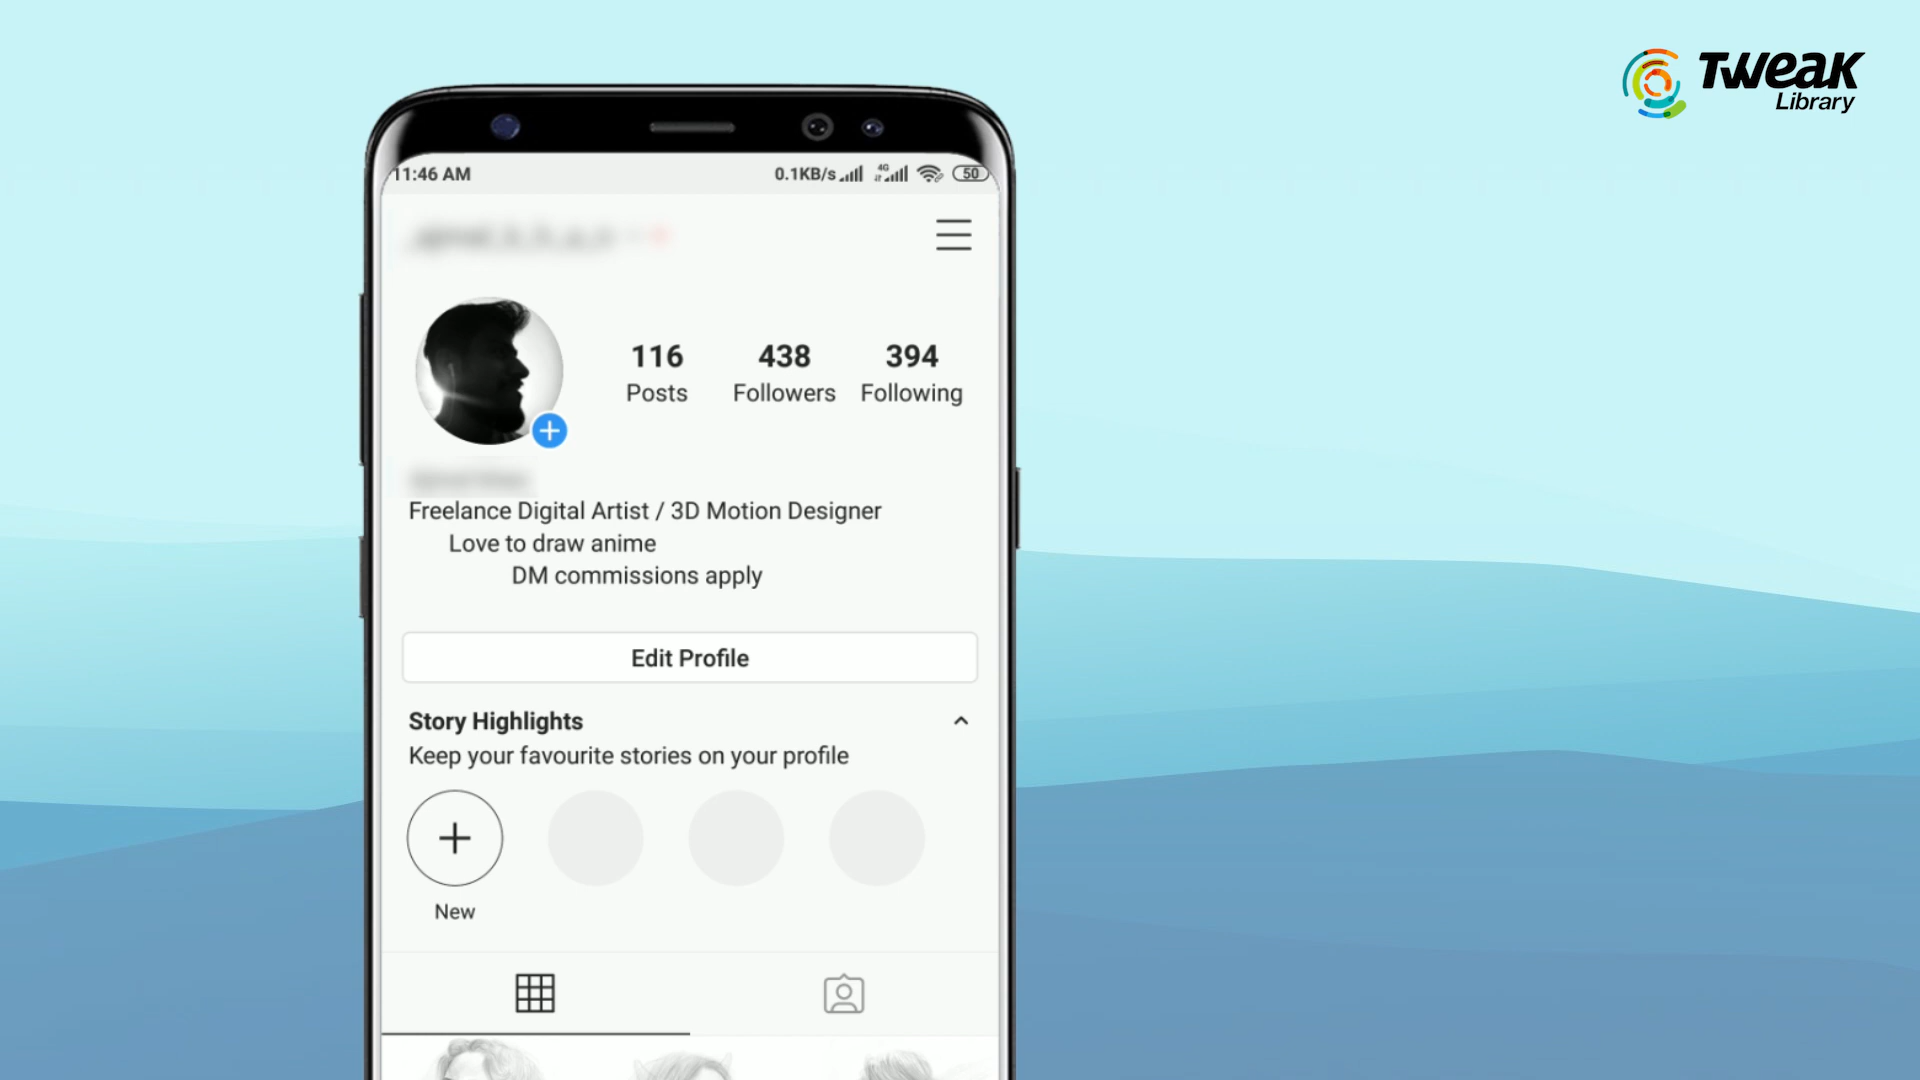 Tweak
Library
11:46 AM
0.1KB/s 4G 50
116 438 394
Posts Followers Following
Freelance Digital Artist / 3D Motion Designer
Love to draw anime
DM commissions apply
Edit Profile
Story Highlights
Keep your favourite stories on your profile
New